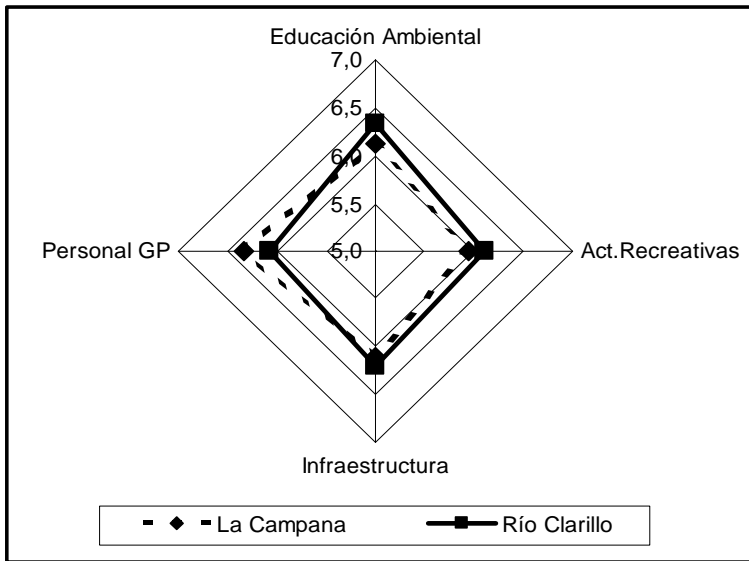 Educación Ambiental
7,0
6,5
6,0
5,5
5,0
Personal GP
Act.Recreativas
Infraestructura
La Campana
Río Clarillo